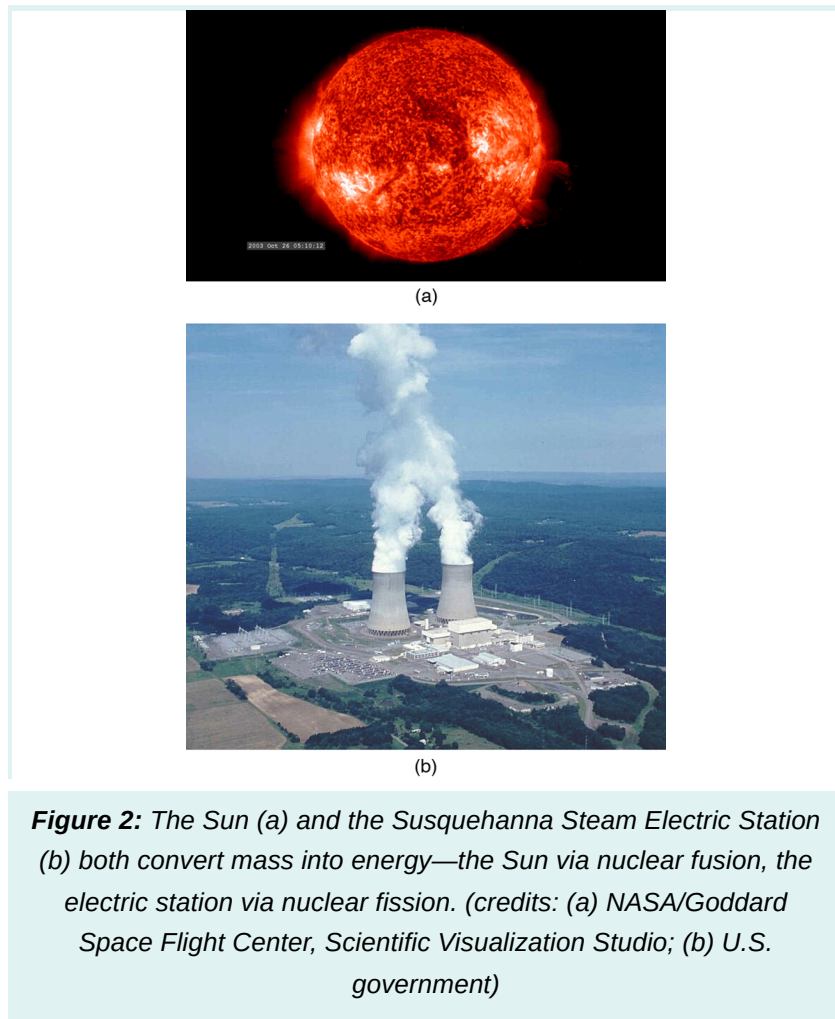 2003 Oct 26 05:10:12
(a)
(b)
Figure 2: The Sun (a) and the Susquehanna Steam Electric Station
(b) both convert mass into energy—the Sun via nuclear fusion, the
electric station via nuclear fission. (credits: (a) NASA/Goddard
Space Flight Center, Scientific Visualization Studio; (b) U.S.
government)